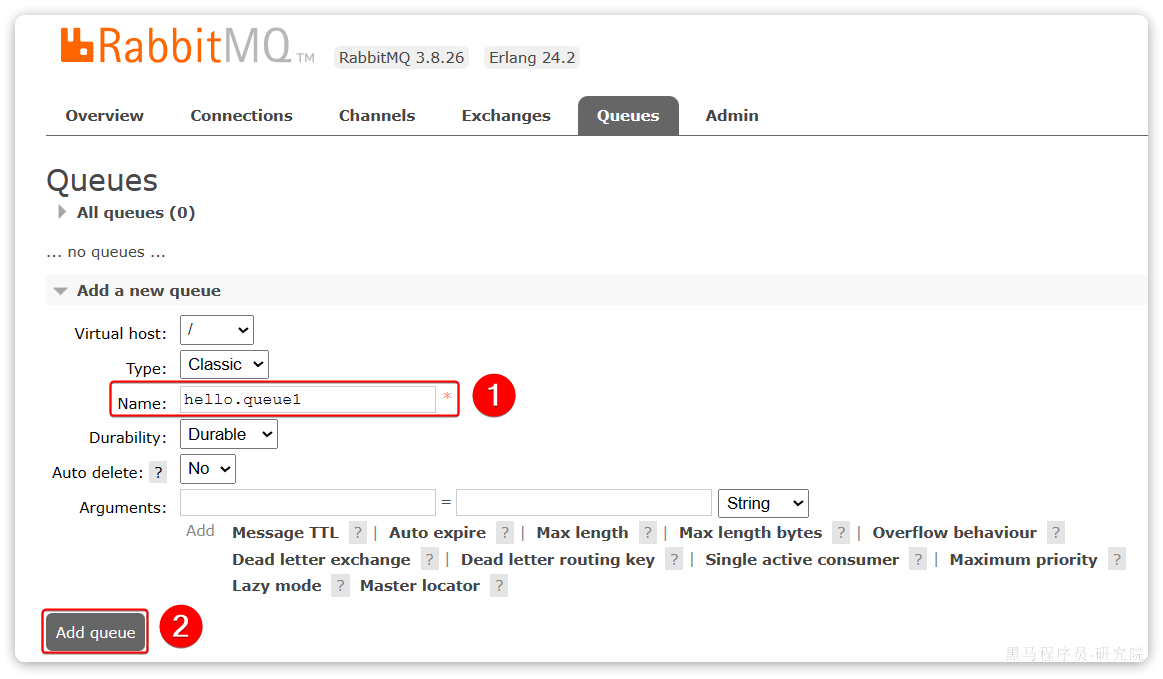 RabbitMQ TM RabbitMQ 3.8.26 Erlang 24.2
Overview Connections Channels Exchanges Queues Admin
Queues
All queues (0)
... no queues ...
Add a new queue
Virtual host: /
Type: Classic
Name: hello.queue1 * 1
Durability: Durable
Auto delete: ? No
Arguments: = String
Add Message TTL ? | Auto expire ? | Max length ? | Max length bytes ? | Overflow behaviour ?
Dead letter exchange ? | Dead letter routing key ? | Single active consumer ? | Maximum priority ?
Lazy mode ? Master locator ?
Add queue 2
黑马程序员-研究院